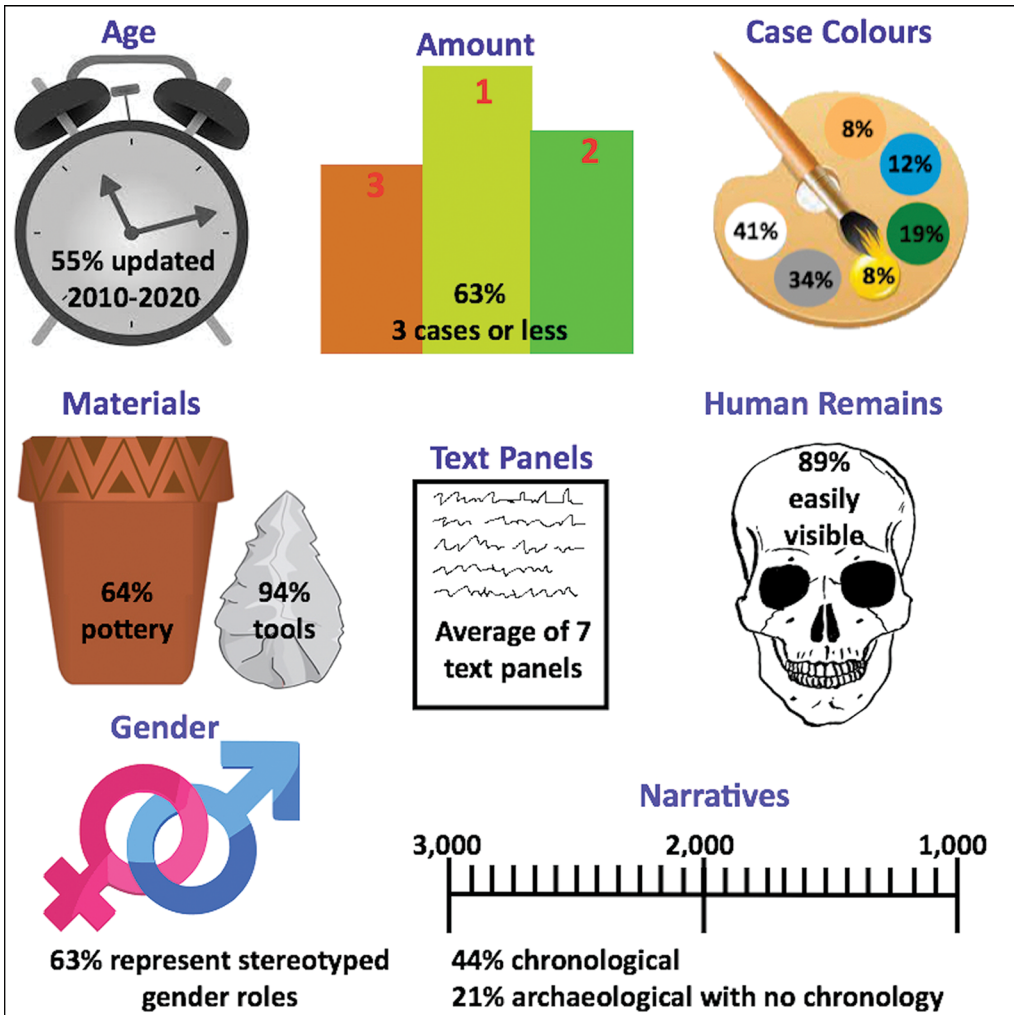 Age
55% updated
2010-2020
Amount
1
2
3
63%
3 cases or less
Case Colours
8%
12%
19%
8%
34%
41%
Materials
64%
pottery
94%
tools
Text Panels
Average of 7
text panels
Human Remains
89%
easily
visible
Gender
63% represent stereotyped
gender roles
Narratives
3,000 2,000 1,000
44% chronological
21% archaeological with no chronology